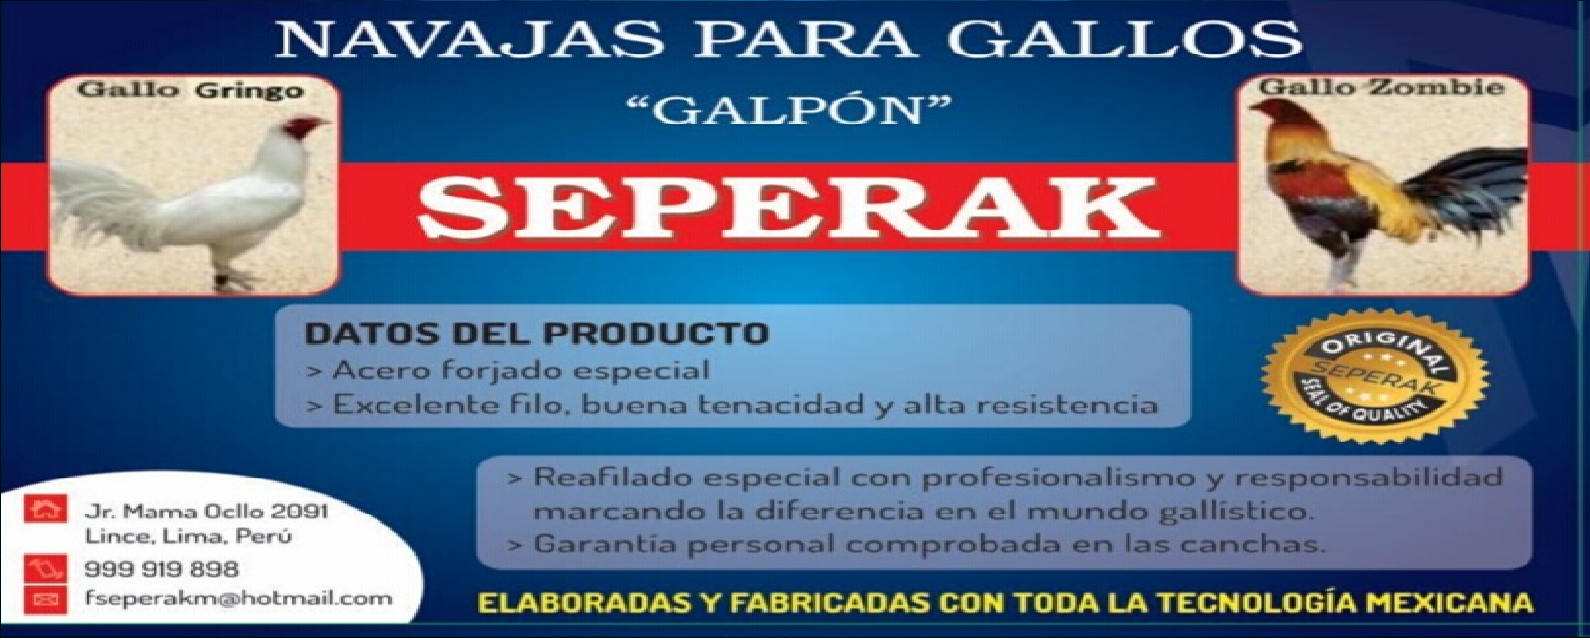 NAVAJAS PARA GALLOS
Gallo Gringo
Gallo Zombie
“GALPÓN”
SEPERAK
DATOS DEL PRODUCTO
> Acero forjado especial
> Excelente filo, buena tenacidad y alta resistencia
ORIGINAL
SEPERAK
SEAL OF QUALITY
> Reafilado especial con profesionalismo y responsabilidad
marcando la diferencia en el mundo gallístico.
> Garantía personal comprobada en las canchas.
Jr. Mama Ocllo 2091
Lince, Lima, Perú
999 919 898
fseperakm@hotmail.com
ELABORADAS Y FABRICADAS CON TODA LA TECNOLOGÍA MEXICANA